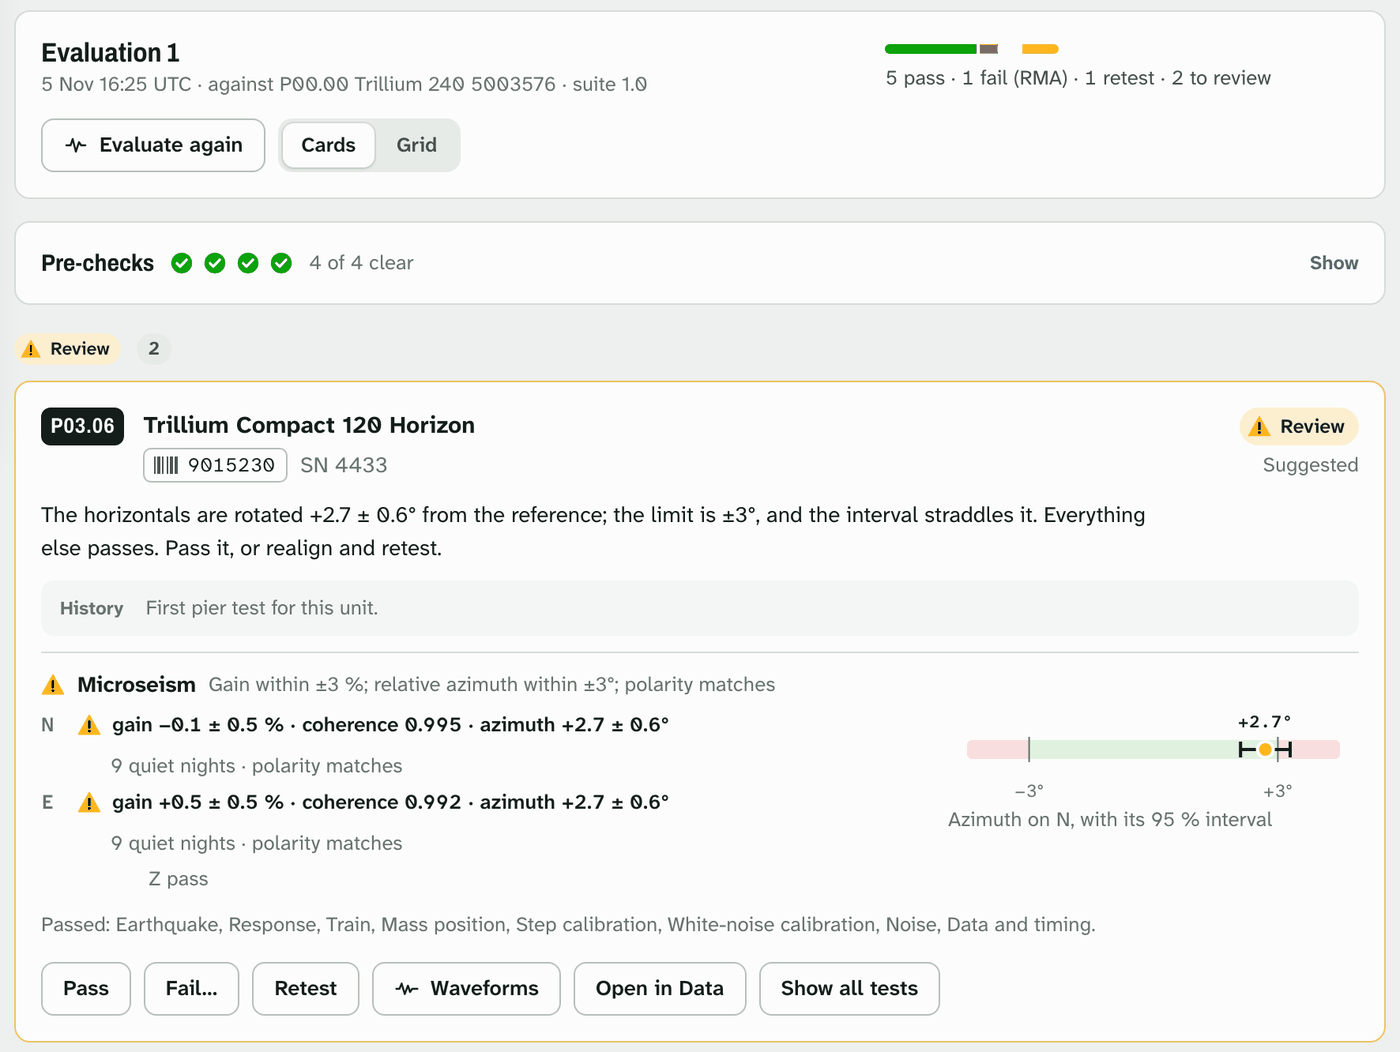 Evaluation 1
5 Nov 16:25 UTC · against P00.00 Trillium 240 5003576 · suite 1.0
5 pass · 1 fail (RMA) · 1 retest · 2 to review
Evaluate again
Cards
Grid
Pre-checks
4 of 4 clear
Show
Review
2
P03.06
Trillium Compact 120 Horizon
Review
9015230
SN 4433
Suggested
The horizontals are rotated +2.7 ± 0.6° from the reference; the limit is ±3°, and the interval straddles it. Everything
else passes. Pass it, or realign and retest.
History
First pier test for this unit.
Microseism
Gain within ±3 %; relative azimuth within ±3°; polarity matches
N
gain −0.1 ± 0.5 % · coherence 0.995 · azimuth +2.7 ± 0.6°
9 quiet nights · polarity matches
E
gain +0.5 ± 0.5 % · coherence 0.992 · azimuth +2.7 ± 0.6°
9 quiet nights · polarity matches
Z pass
+2.7°
−3°
+3°
Azimuth on N, with its 95 % interval
Passed: Earthquake, Response, Train, Mass position, Step calibration, White-noise calibration, Noise, Data and timing.
Pass
Fail...
Retest
Waveforms
Open in Data
Show all tests